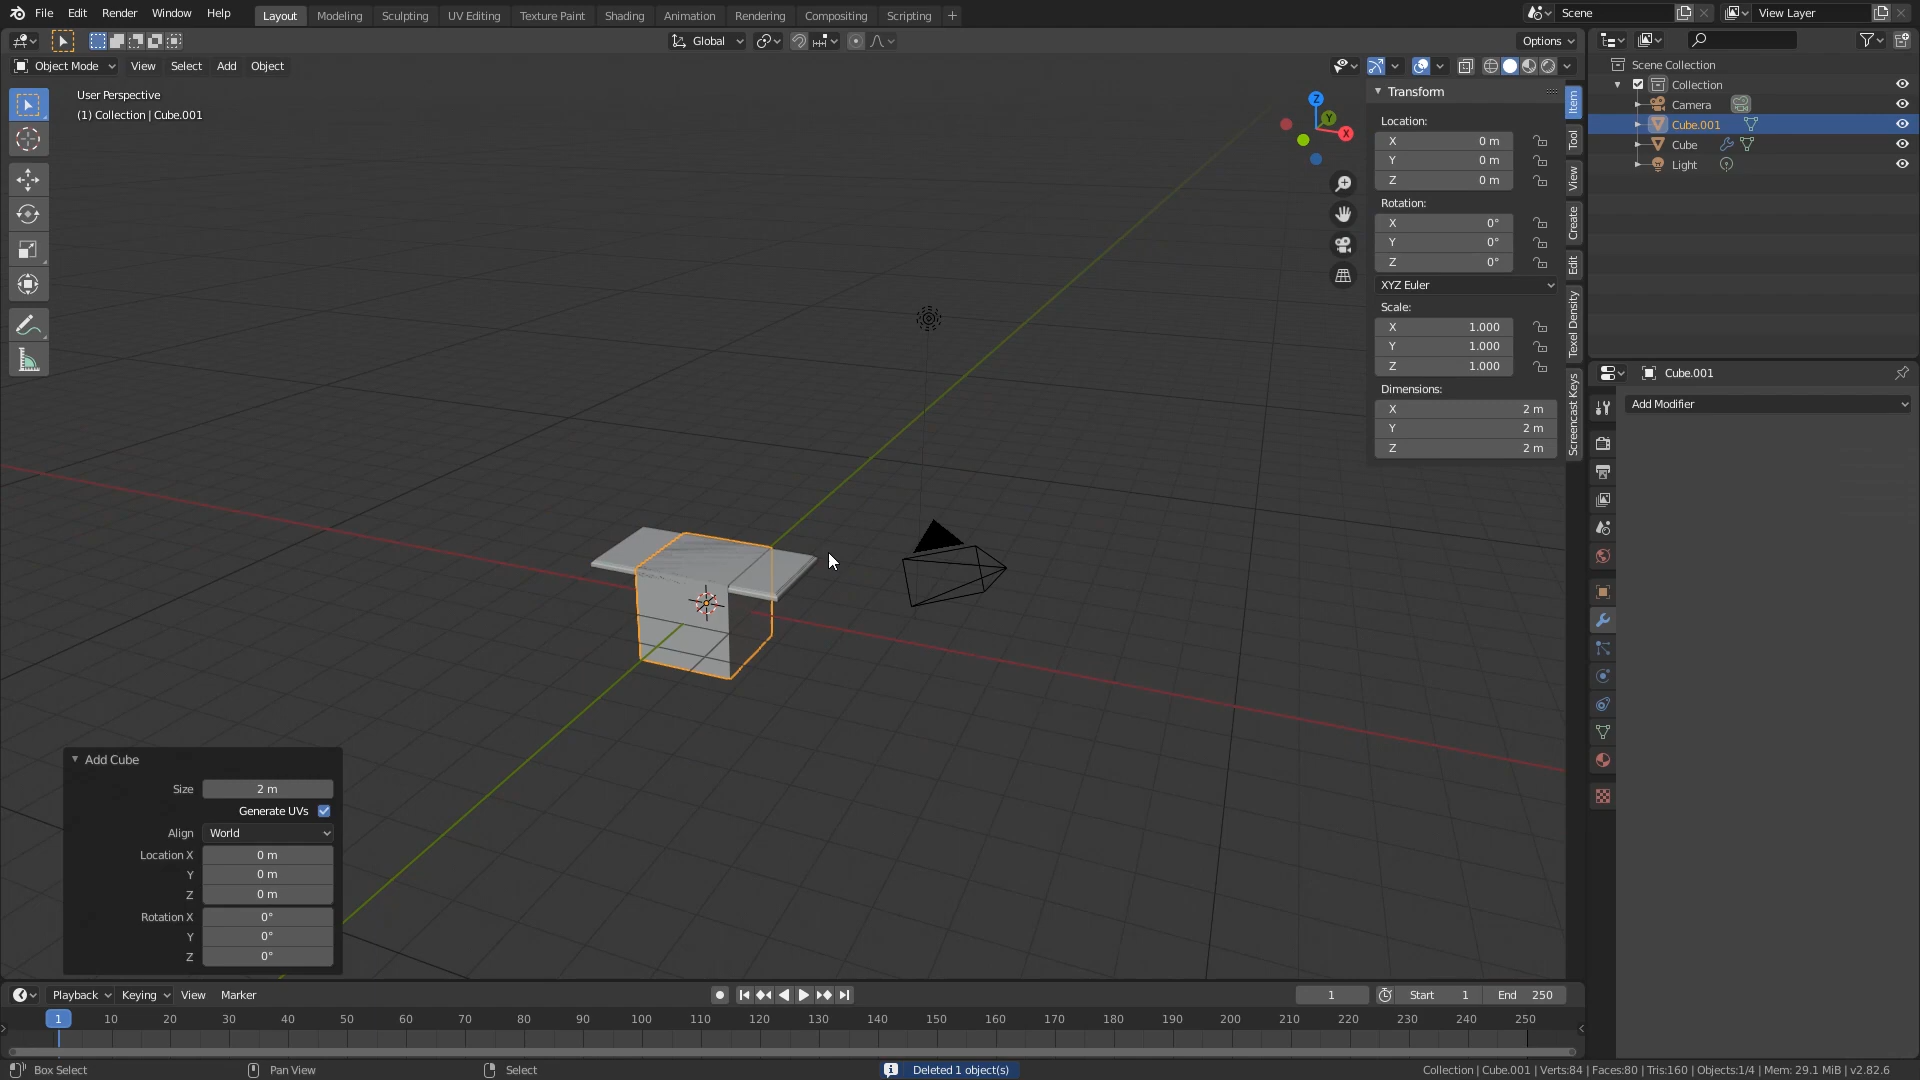 File Edit Render Window Help
Layout Modeling Sculpting UV Editing Texture Paint Shading Animation Rendering Compositing Scripting
Scene
View Layer
Global
Options
Object Mode View Select Add Object
User Perspective
(1) Collection | Cube.001
Z
Y
X
Transform
Location:
X 0 m
Y 0 m
Z 0 m
Rotation:
X 0°
Y 0°
Z 0°
XYZ Euler
Scale:
X 1.000
Y 1.000
Z 1.000
Dimensions:
X 2 m
Y 2 m
Z 2 m
Item
Tool
View
Create
Edit
Texel Density
Screencast Keys
Scene Collection
Collection
Camera
Cube.001
Cube
Light
Cube.001
Add Modifier
Add Cube
Size 2 m
Generate UVs
Align World
Location X 0 m
Y 0 m
Z 0 m
Rotation X 0°
Y 0°
Z 0°
Playback Keying View Marker
1
Start 1
End 250
1 10 20 30 40 50 60 70 80 90 100 110 120 130 140 150 160 170 180 190 200 210 220 230 240 250
Box Select
Pan View
Select
Deleted 1 object(s)
Collection | Cube.001 | Verts:84 | Faces:80 | Tris:160 | Objects:1/4 | Mem: 29.1 MiB | v2.82.6